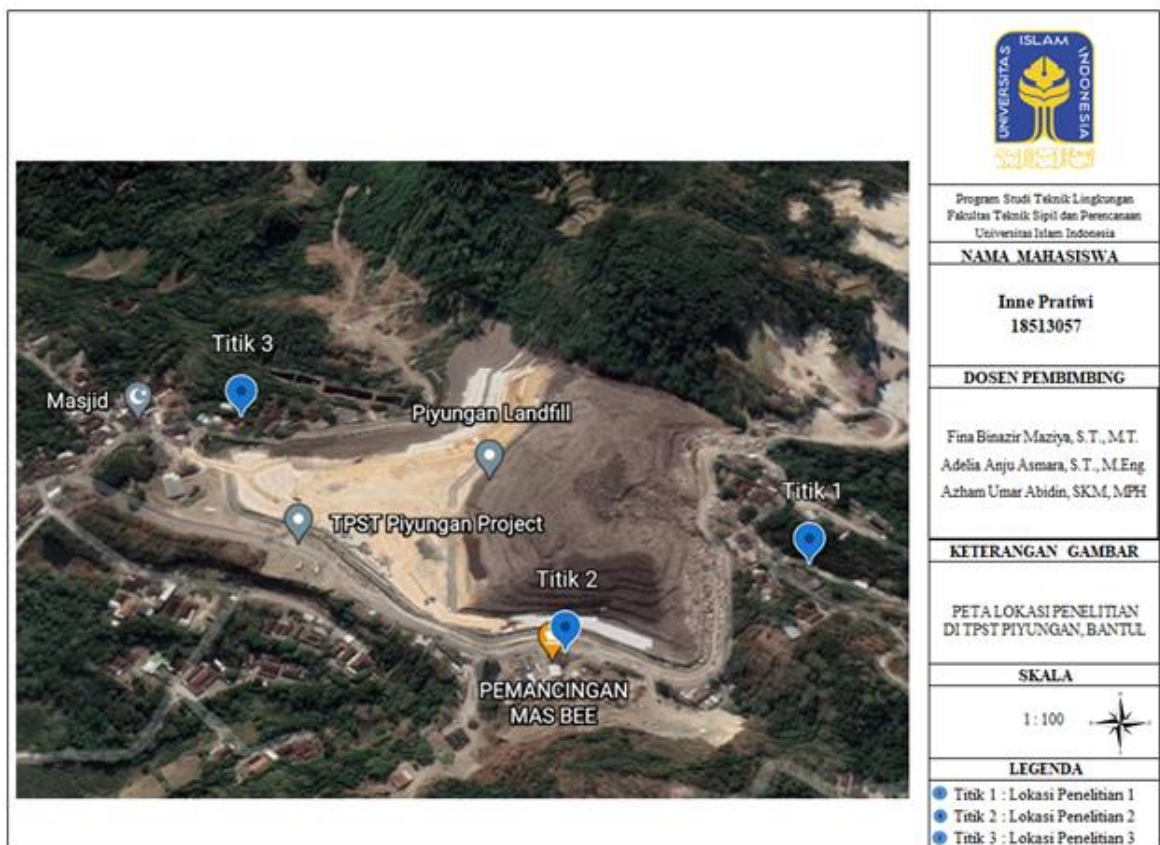 Titik 3
Masjid
Piyungan Landfill
Titik 1
TPST Piyungan Project
Titik 2
PEMANCINGAN
MAS BEE
UNIVERSITAS ISLAM INDONESIA
Program Studi Teknik Lingkungan
Fakultas Teknik Sipil dan Perencanaan
Universitas Islam Indonesia
NAMA MAHASISWA
Inne Pratiwi
18513057
DOSEN PEMBIMBING
Fina Binazir Maziya, S.T., M.T.
Adelia Anju Asmara, S.T., M.Eng.
Azham Umar Abidin, SKM, MPH
KETERANGAN GAMBAR
PETA LOKASI PENELITIAN
DI TPST PIYUNGAN, BANTUL
SKALA
1 : 100
LEGENDA
Titik 1 : Lokasi Penelitian 1
Titik 2 : Lokasi Penelitian 2
Titik 3 : Lokasi Penelitian 3